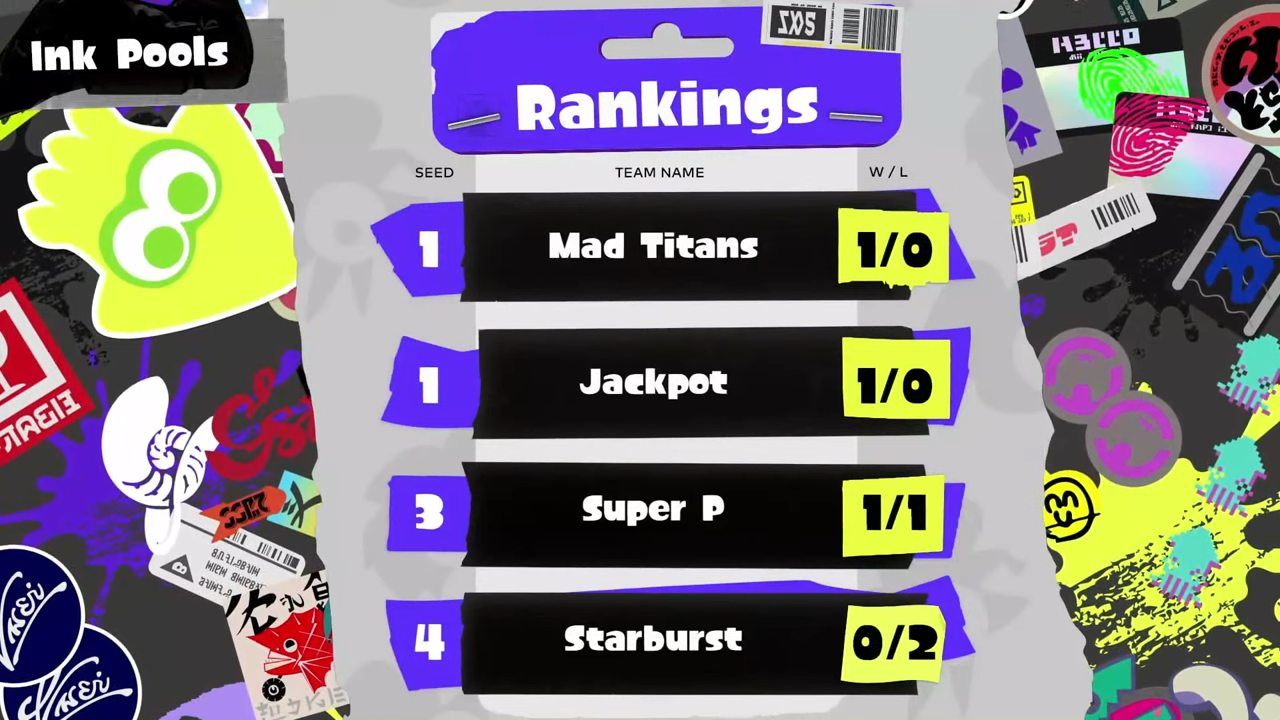 Ink Pools
Rankings
SEED TEAM NAME W / L
1 Mad Titans 1/0
1 Jackpot 1/0
3 Super P 1/1
4 Starburst 0/2